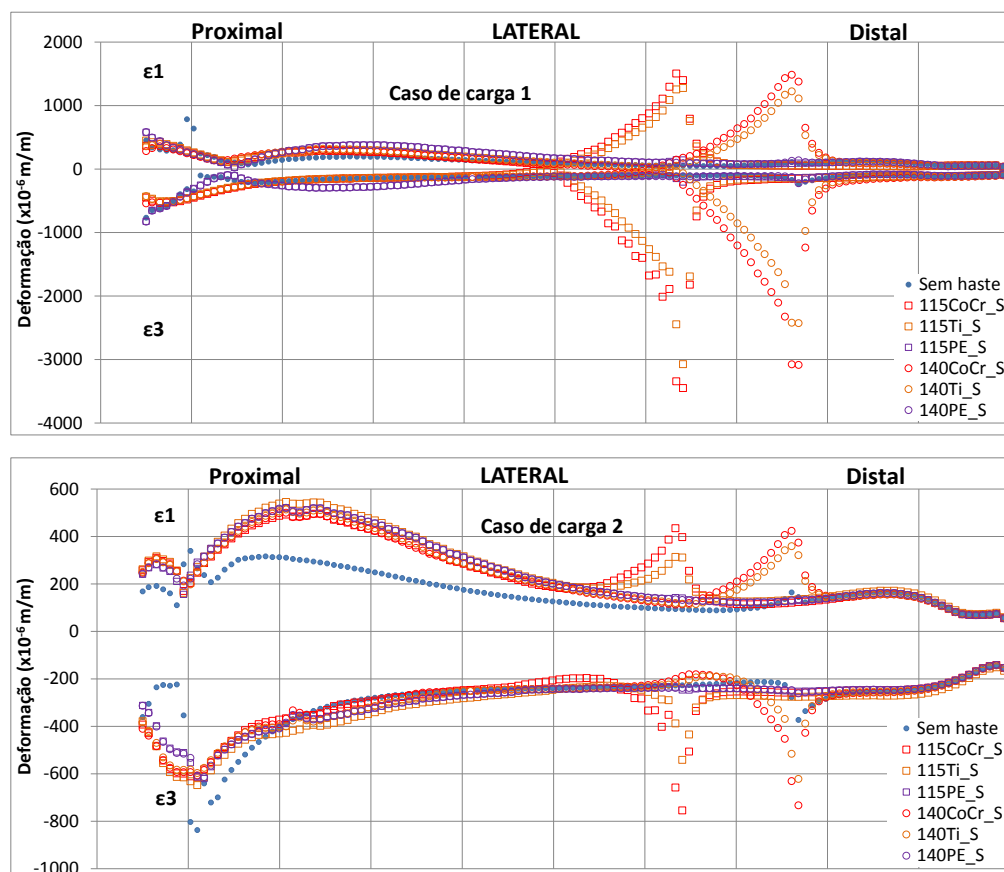 Proximal LATERAL Distal
ε1
Caso de carga 1
ε3
Deformação (x10⁻⁶ m/m)
2000
1000
0
-1000
-2000
-3000
-4000
Sem haste
115CoCr_S
115Ti_S
115PE_S
140CoCr_S
140Ti_S
140PE_S
Proximal LATERAL Distal
ε1
Caso de carga 2
ε3
Deformação (x10⁻⁶ m/m)
600
400
200
0
-200
-400
-600
-800
-1000
Sem haste
115CoCr_S
115Ti_S
115PE_S
140CoCr_S
140Ti_S
140PE_S